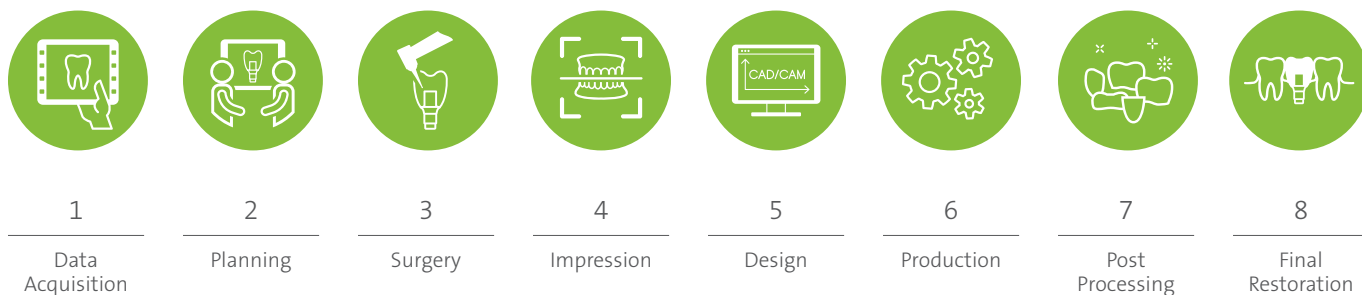 CAD/CAM
1
Data
Acquisition
2
Planning
3
Surgery
4
Impression
5
Design
6
Production
7
Post
Processing
8
Final
Restoration